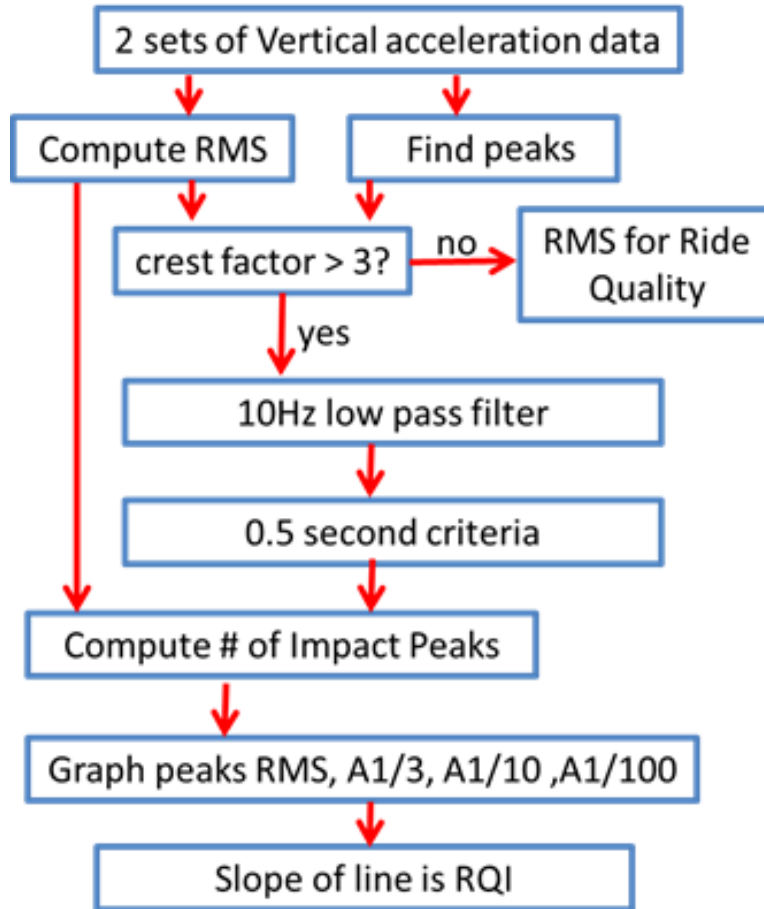 2 sets of Vertical acceleration data
Compute RMS
Find peaks
crest factor > 3?
no
RMS for Ride
Quality
yes
10Hz low pass filter
0.5 second criteria
Compute # of Impact Peaks
Graph peaks RMS, A1/3, A1/10 ,A1/100
Slope of line is RQI